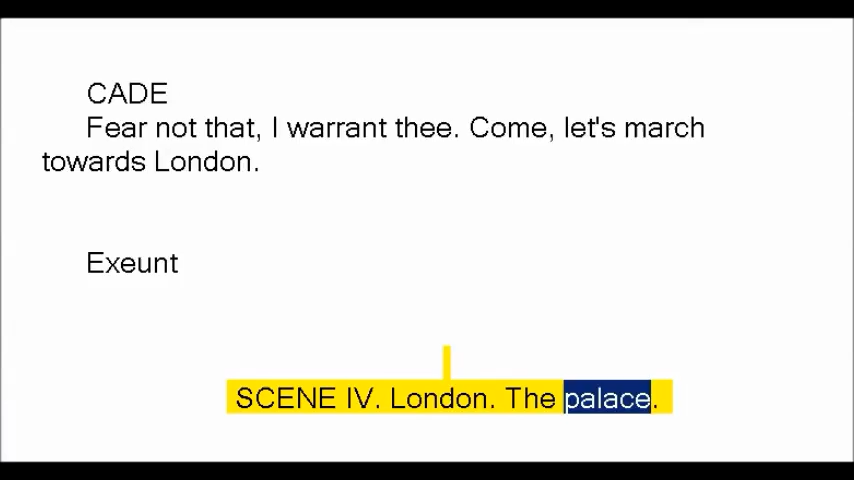 CADE
Fear not that, I warrant thee. Come, let's march
towards London.
Exeunt
SCENE IV. London. The palace.